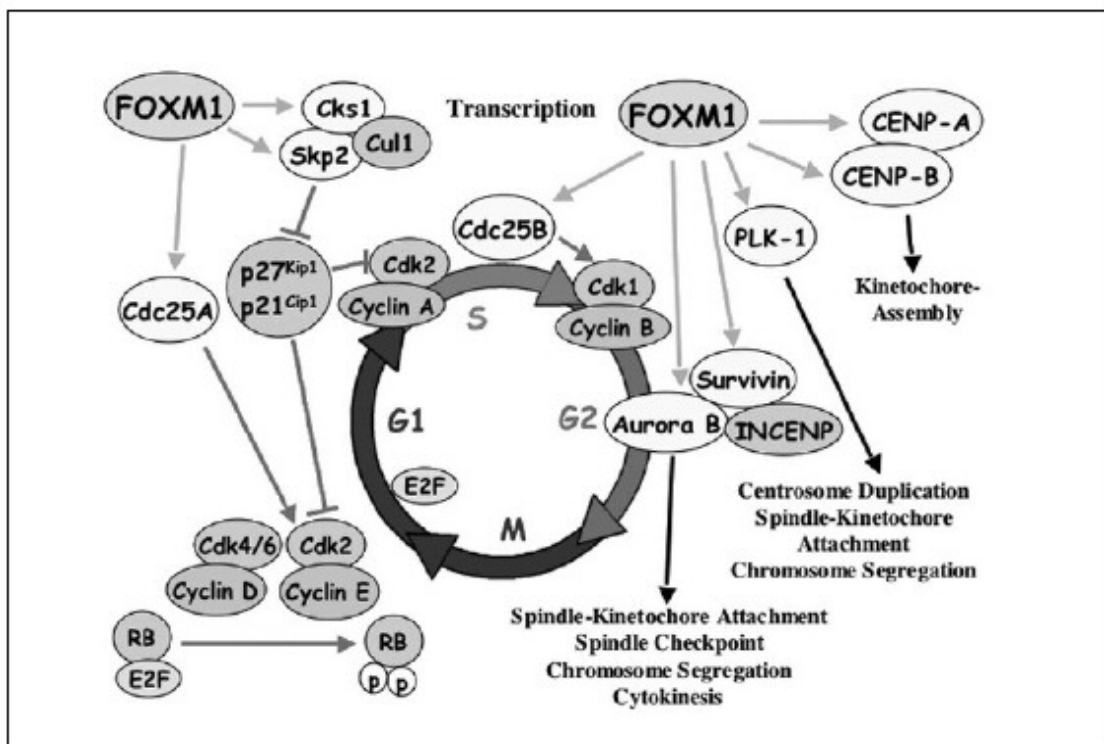 FOXM1
Cks1
Skp2
Cul1
Transcription
FOXM1
CENP-A
CENP-B
Cdc25B
PLK-1
Kinetochore-
Assembly
p27Kip1
p21Cip1
Cdc25A
Cdk2
Cyclin A
Cdk1
Cyclin B
S
G1
G2
M
E2F
Survivin
Aurora B
INCENP
Centrosome Duplication
Spindle-Kinetochore
Attachment
Chromosome Segregation
Cdk4/6
Cyclin D
Cdk2
Cyclin E
RB
E2F
RB
p p
Spindle-Kinetochore Attachment
Spindle Checkpoint
Chromosome Segregation
Cytokinesis